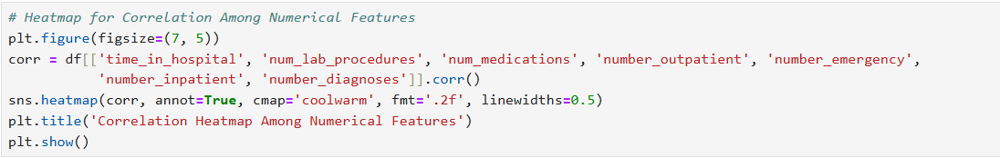 # Heatmap for Correlation Among Numerical Features
plt.figure(figsize=(7, 5))
corr = df[['time_in_hospital', 'num_lab_procedures', 'num_medications', 'number_outpatient', 'number_emergency',
           'number_inpatient', 'number_diagnoses']].corr()
sns.heatmap(corr, annot=True, cmap='coolwarm', fmt='.2f', linewidths=0.5)
plt.title('Correlation Heatmap Among Numerical Features')
plt.show()